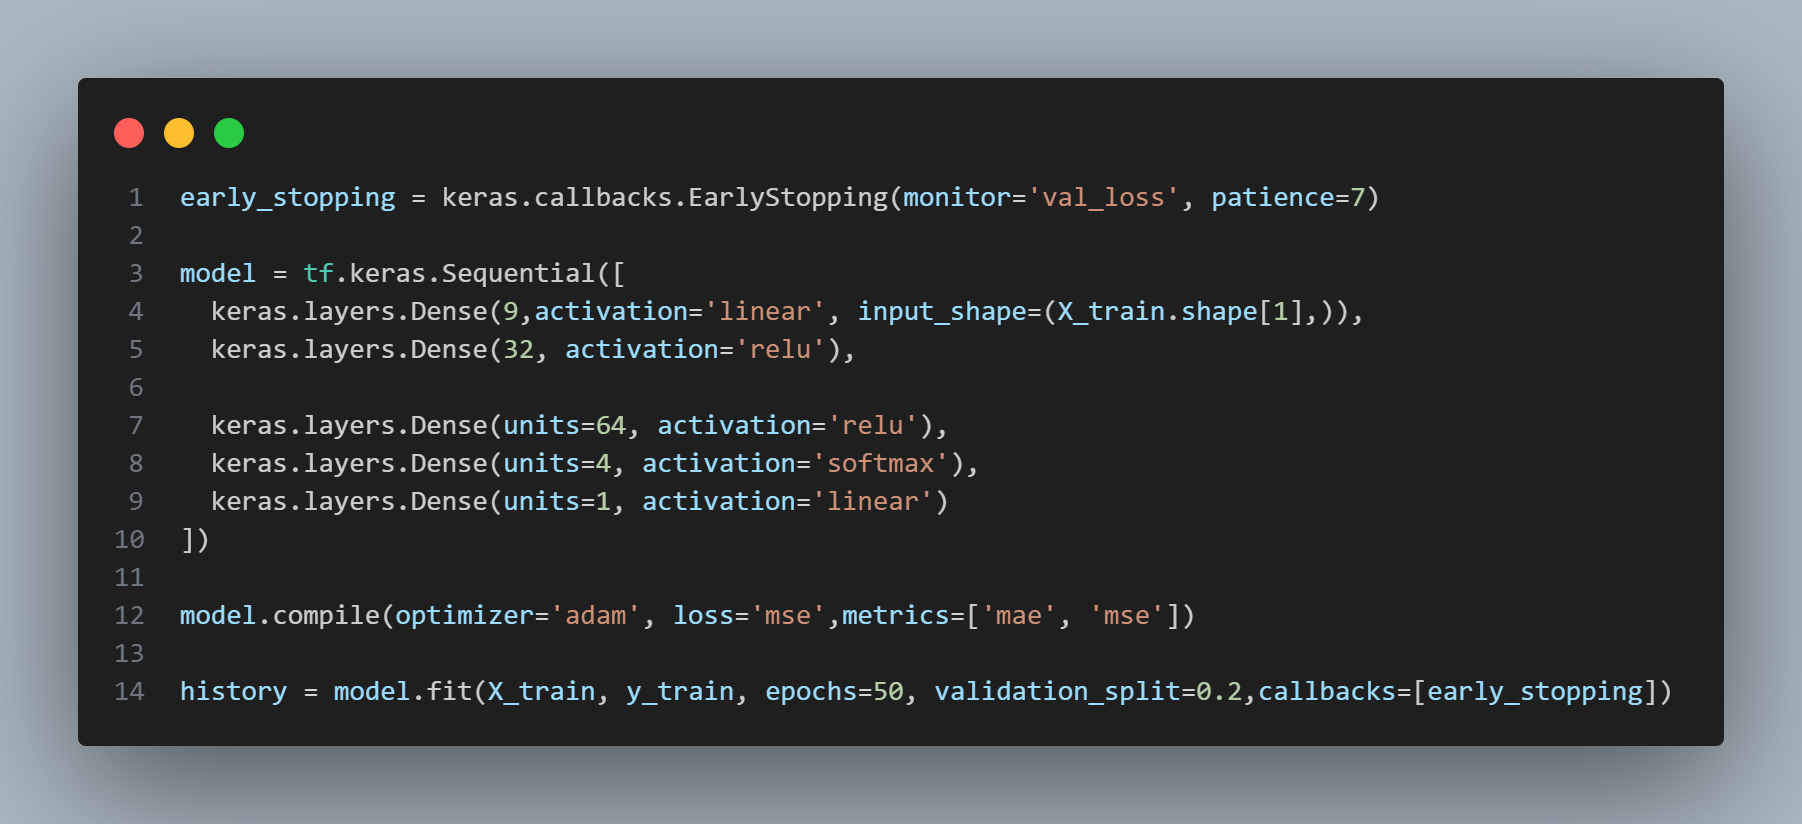 1 early_stopping = keras.callbacks.EarlyStopping(monitor='val_loss', patience=7)
2
3 model = tf.keras.Sequential([
4   keras.layers.Dense(9,activation='linear', input_shape=(X_train.shape[1],)),
5   keras.layers.Dense(32, activation='relu'),
6
7   keras.layers.Dense(units=64, activation='relu'),
8   keras.layers.Dense(units=4, activation='softmax'),
9   keras.layers.Dense(units=1, activation='linear')
10 ])
11
12 model.compile(optimizer='adam', loss='mse',metrics=['mae', 'mse'])
13
14 history = model.fit(X_train, y_train, epochs=50, validation_split=0.2,callbacks=[early_stopping])